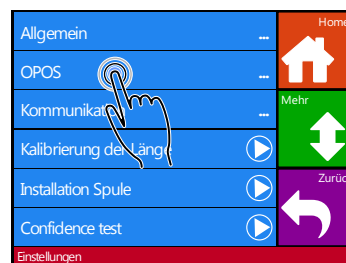 Allgemein ...
Home
OPOS ...
Kommunikat ...
Mehr
Kalibrierung der Länge
Installation Spule
Zurüc
Confidence test
Einstellungen